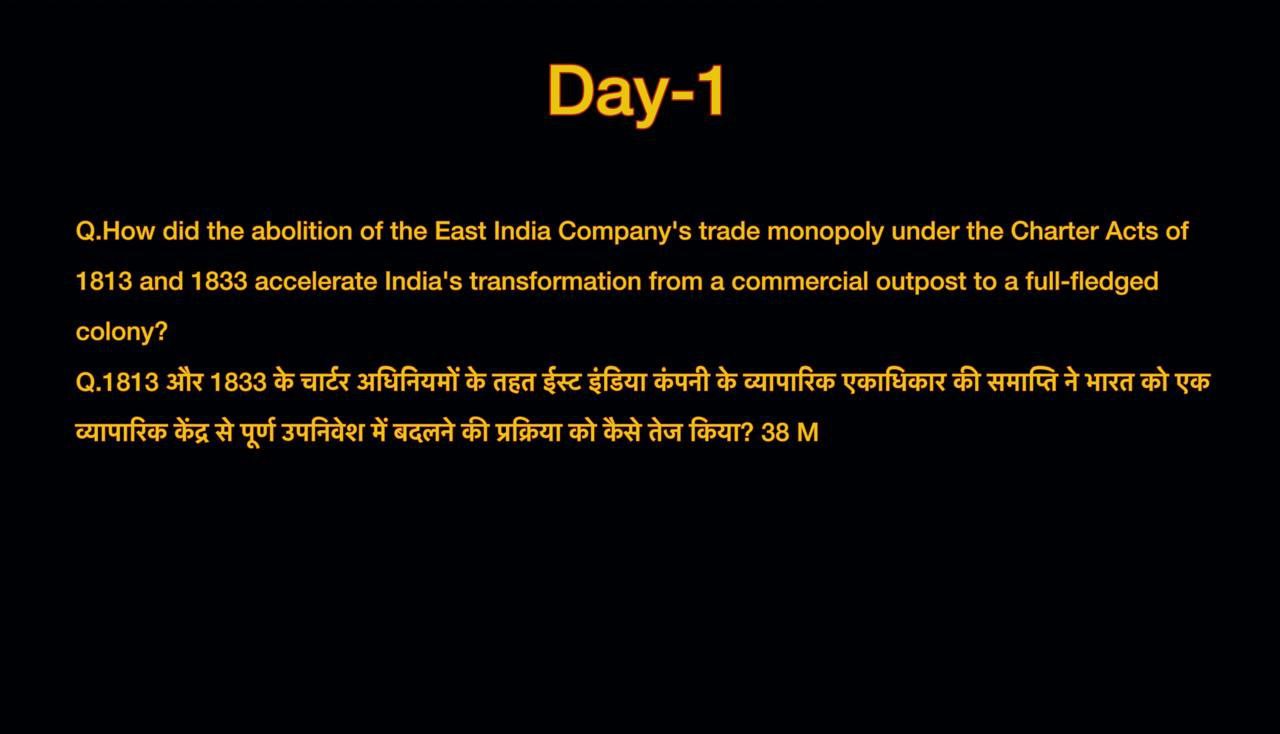 Day-1
Q.How did the abolition of the East India Company's trade monopoly under the Charter Acts of
1813 and 1833 accelerate India's transformation from a commercial outpost to a full-fledged
colony?
Q.1813 और 1833 के चार्टर अधिनियमों के तहत ईस्ट इंडिया कंपनी के व्यापारिक एकाधिकार की समाप्ति ने भारत को एक
व्यापारिक केंद्र से पूर्ण उपनिवेश में बदलने की प्रक्रिया को कैसे तेज किया? 38 M